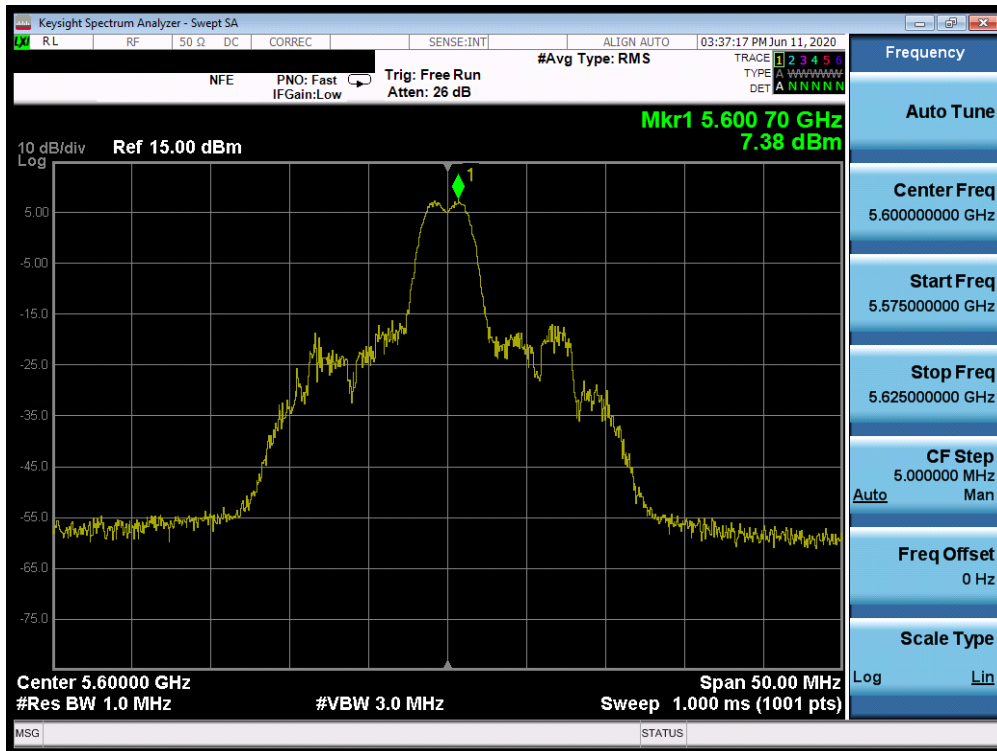 Keysight Spectrum Analyzer - Swept SA
LXI RL RF 50 Ω DC CORREC SENSE:INT ALIGN AUTO 03:37:17 PM Jun 11, 2020
#Avg Type: RMS TRACE 1 2 3 4 5 6
NFE PNO: Fast Trig: Free Run TYPE A WWWWW
IFGain:Low Atten: 26 dB DET A N N N N N
Mkr1 5.600 70 GHz
7.38 dBm
10 dB/div Ref 15.00 dBm
Log
1
5.00
-5.00
-15.0
-25.0
-35.0
-45.0
-55.0
-65.0
-75.0
Center 5.60000 GHz Span 50.00 MHz
#Res BW 1.0 MHz #VBW 3.0 MHz Sweep 1.000 ms (1001 pts)
MSG STATUS
Frequency
Auto Tune
Center Freq
5.600000000 GHz
Start Freq
5.575000000 GHz
Stop Freq
5.625000000 GHz
CF Step
5.000000 MHz
Auto Man
Freq Offset
0 Hz
Scale Type
Log Lin